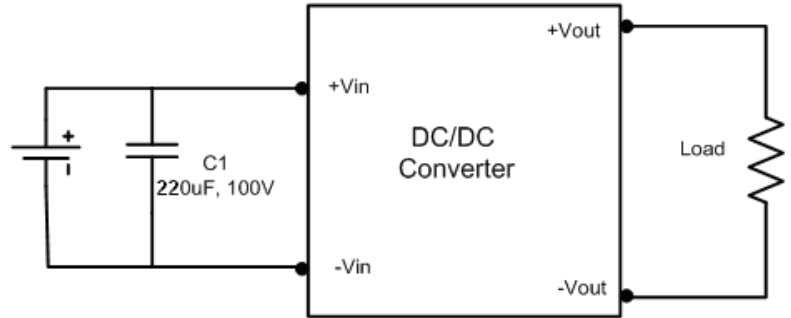 +Vout
+Vin
+
-
C1
220uF, 100V
DC/DC
Converter
Load
-Vin
-Vout